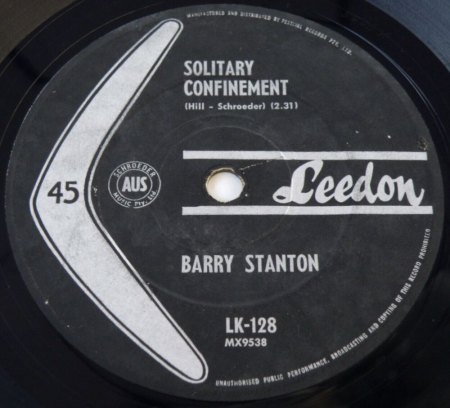 MANUFACTURED AND DISTRIBUTED BY FESTIVAL RECORDS PTY. LTD.
SOLITARY
CONFINEMENT
(Hill - Schroeder) (2.31)
45
SCHROEDER
AUS
MUSIC Pty. Ltd.
Leedon
BARRY STANTON
LK-128
MX9538
UNAUTHORISED PUBLIC PERFORMANCE, BROADCASTING AND COPYING OF THIS RECORD PROHIBITED